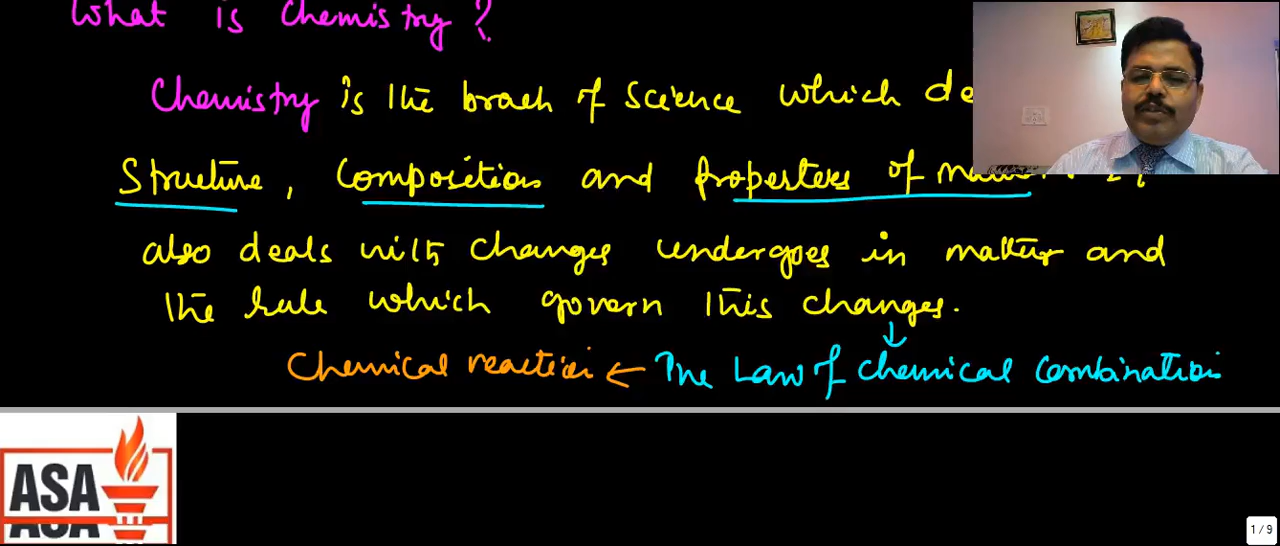 What is Chemistry?
Chemistry is the brach of science which de
Structure, Composition and properties of
also deals with changes undergoes in matter and
the rule which govern this changes.
Chemical reaction ← The Law of chemical combination
ASA
1 / 9